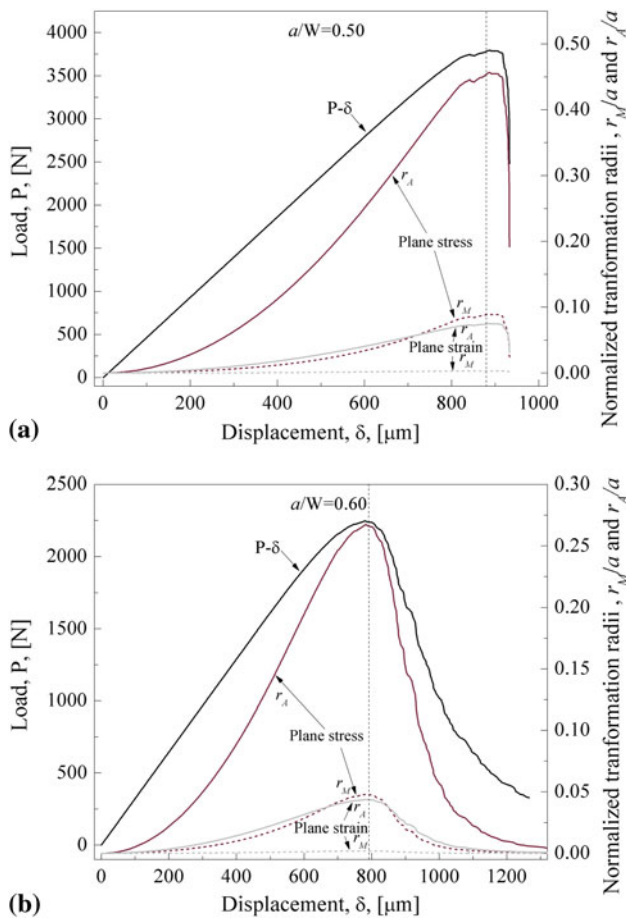 a/W=0.50
4000
3500
3000
2500
2000
1500
1000
500
0
Load, P, [N]
P-δ
r_A
Plane stress
r_M
r_A
Plane strain
r_M
0.50
0.40
0.30
0.20
0.10
0.00
Normalized tranformation radii , r_M/a and r_A/a
0 200 400 600 800 1000
Displacement, δ, [μm]
(a)
a/W=0.60
2500
2250
1750
1500
1000
500
250
0
Load, P, [N]
P-δ
r_A
Plane stress
r_M
r_A
Plane strain
r_M
0.30
0.25
0.20
0.15
0.10
0.05
0.00
Normalized tranformation radii , r_M/a and r_A/a
0 200 400 600 800 1000 1200
Displacement, δ, [μm]
(b)